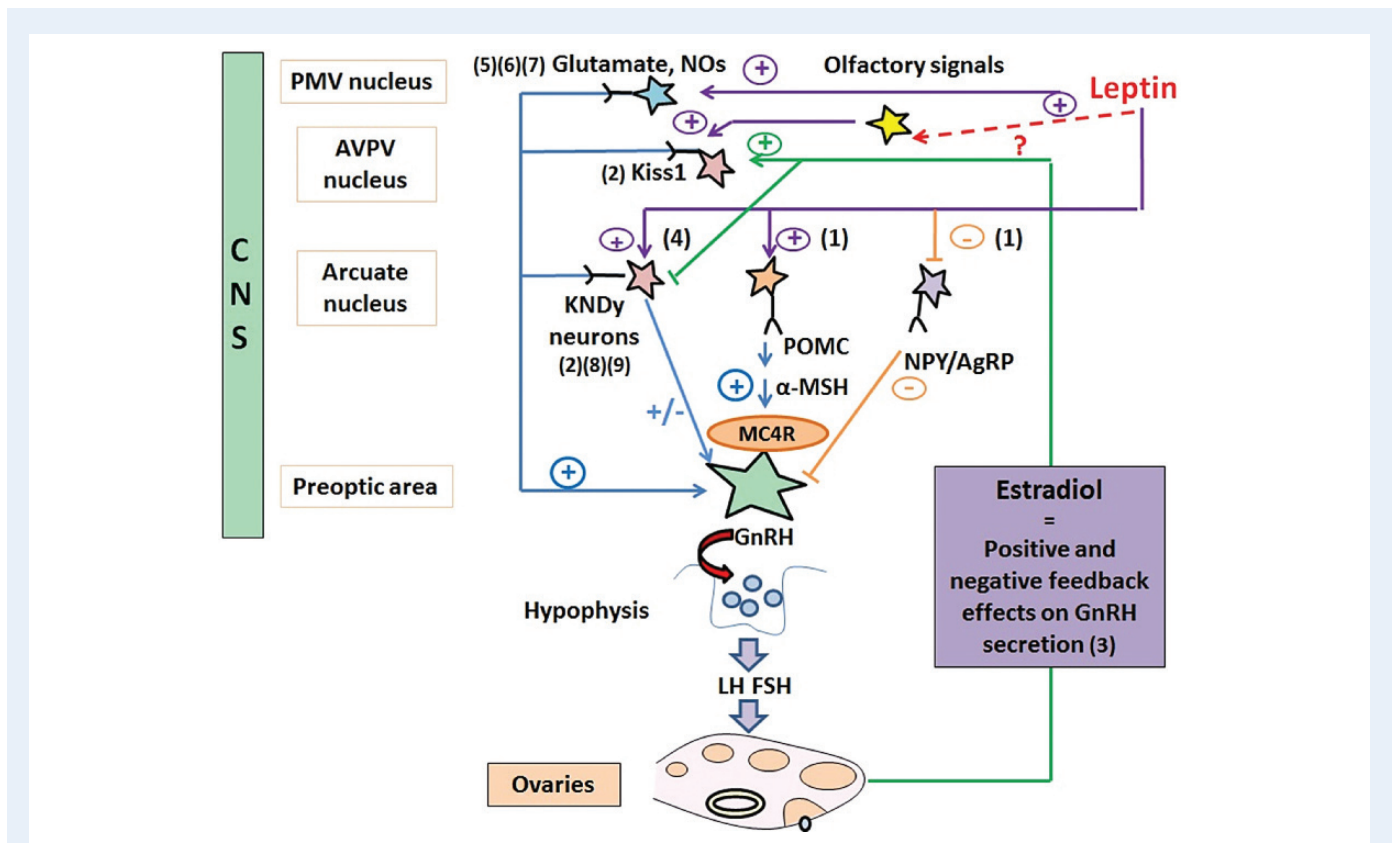 (5)(6)(7) Glutamate, NOs
+
Olfactory signals
PMV nucleus
Leptin
+
+
?
AVPV
nucleus
+
(2) Kiss1
CNS
+ (4)
+ (1)
- (1)
Arcuate
nucleus
KNDy
neurons
(2)(8)(9)
POMC
NPY/AgRP
+
α-MSH
-
+/-
MC4R
Preoptic area
+
GnRH
Estradiol
=
Positive and
negative feedback
effects on GnRH
secretion (3)
Hypophysis
LH FSH
Ovaries